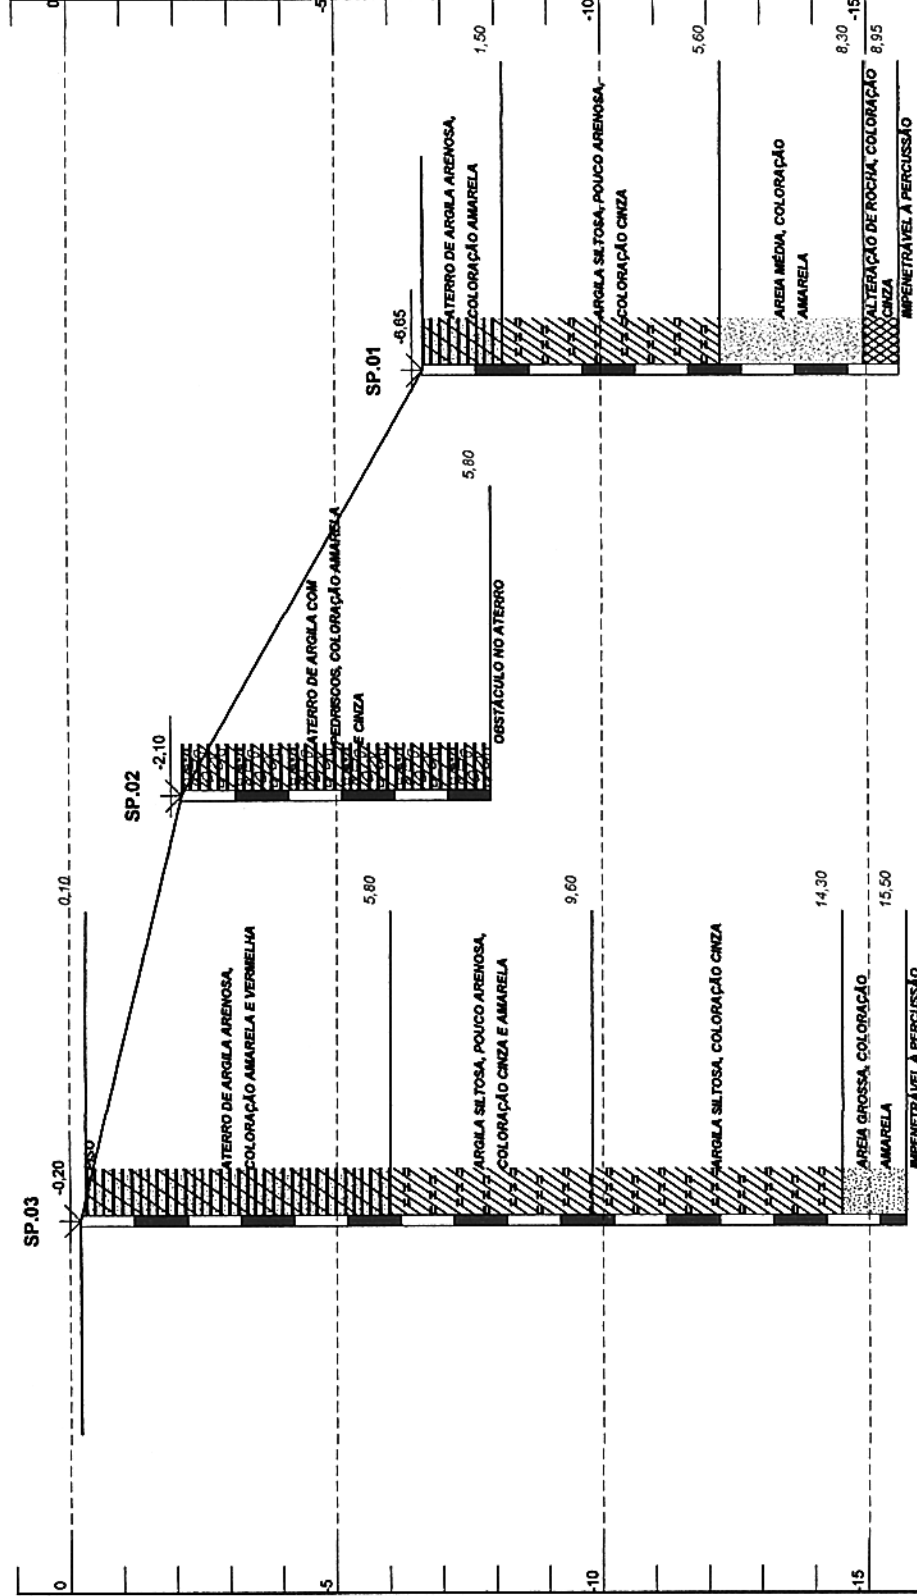 0
-5
-10
-15
SP.03
-0,20
0,10
PISO
ATERRO DE ARGILA ARENOSA,
COLORAÇÃO AMARELA E VERMELHA
5,80
ARGILA SILTOSA, POUCO ARENOSA,
COLORAÇÃO CINZA E AMARELA
9,60
ARGILA SILTOSA, COLORAÇÃO CINZA
14,30
AREIA GROSSA, COLORAÇÃO
AMARELA
15,50
IMPENETRÁVEL À PERCUSSÃO
SP.02
-2,10
ATERRO DE ARGILA COM
PEDRISCOS, COLORAÇÃO AMARELA
E CINZA
5,80
OBSTÁCULO NO ATERRO
SP.01
-6,65
ATERRO DE ARGILA ARENOSA,
COLORAÇÃO AMARELA
1,50
ARGILA SILTOSA, POUCO ARENOSA,
COLORAÇÃO CINZA
5,60
AREIA MÉDIA, COLORAÇÃO
AMARELA
8,30
ALTERAÇÃO DE ROCHA, COLORAÇÃO
CINZA
8,95
IMPENETRÁVEL À PERCUSSÃO
0
-5
-10
-15